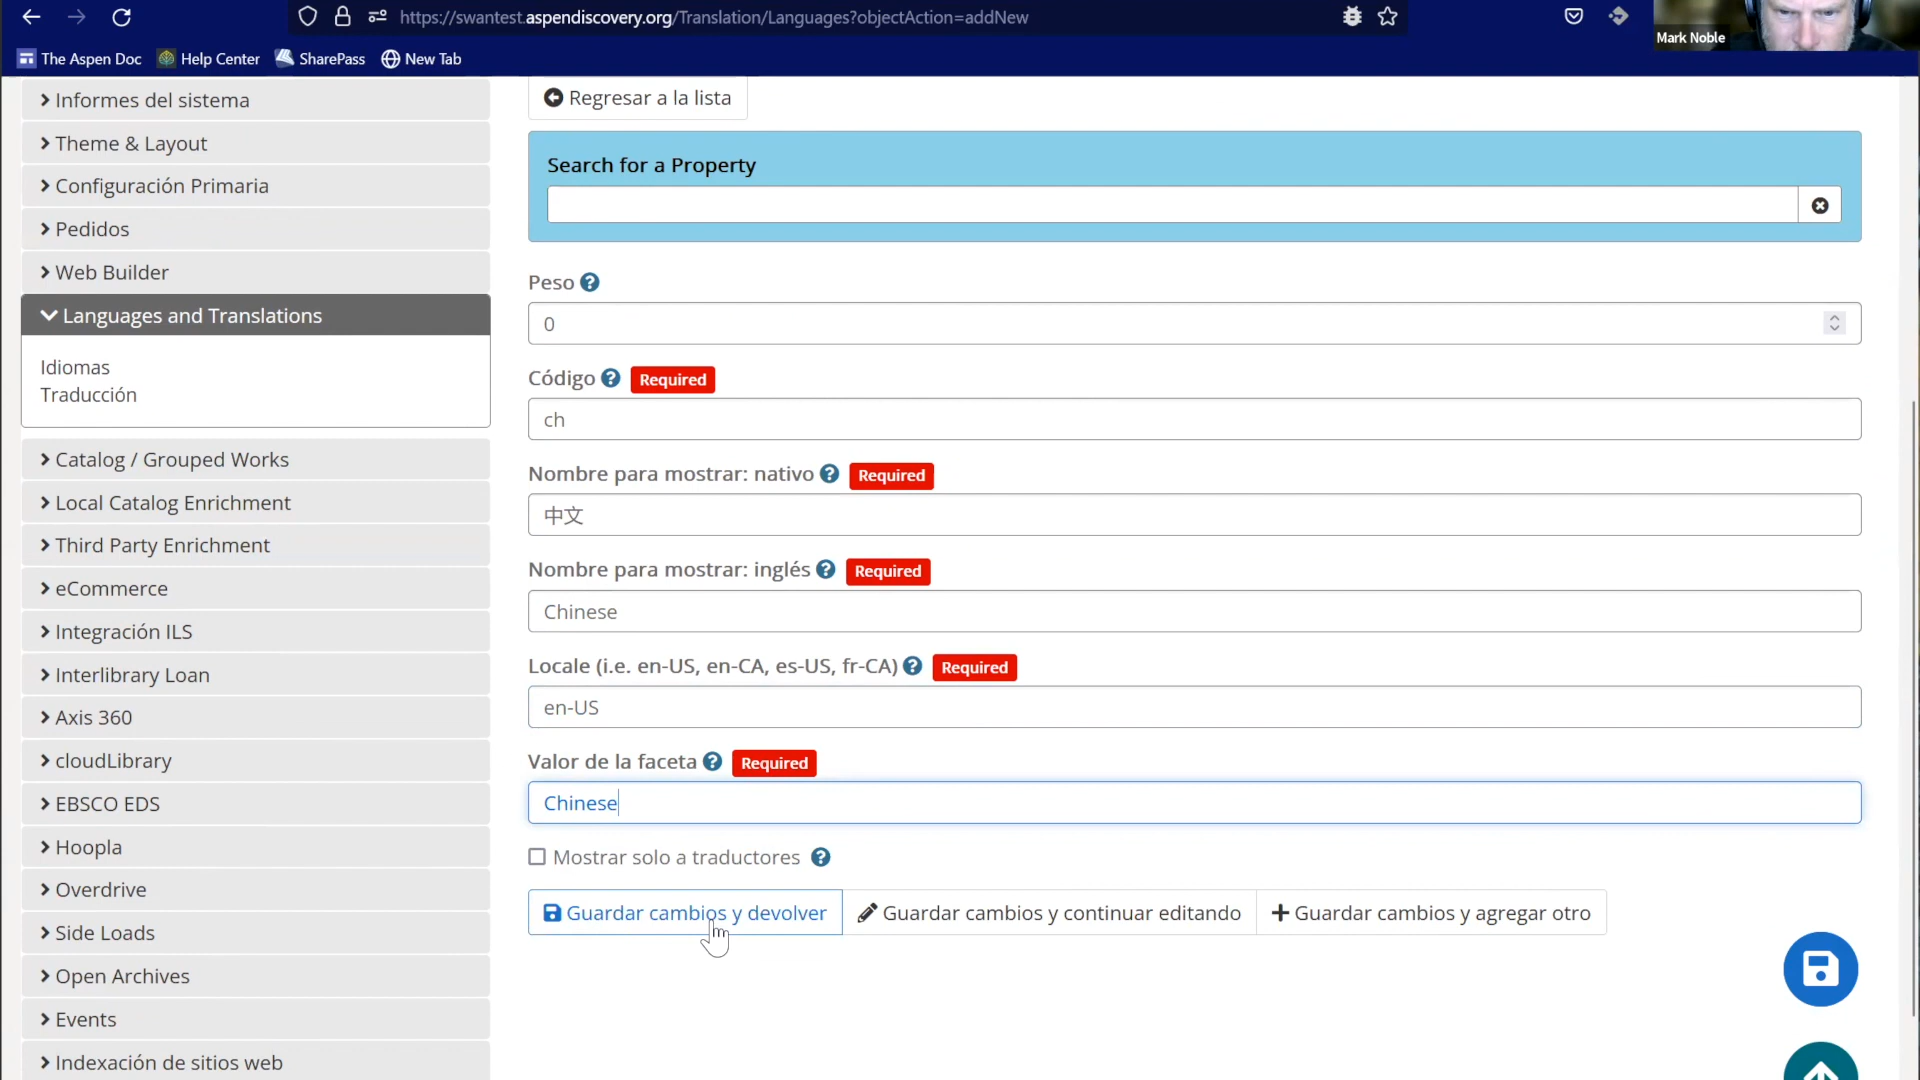 https://swantest.aspendiscovery.org/Translation/Languages?objectAction=addNew
Mark Noble
The Aspen Doc
Help Center
SharePass
New Tab
Informes del sistema
Theme & Layout
Configuración Primaria
Pedidos
Web Builder
Languages and Translations
Idiomas
Traducción
Catalog / Grouped Works
Local Catalog Enrichment
Third Party Enrichment
eCommerce
Integración ILS
Interlibrary Loan
Axis 360
cloudLibrary
EBSCO EDS
Hoopla
Overdrive
Side Loads
Open Archives
Events
Indexación de sitios web
Regresar a la lista
Search for a Property
Peso
0
Código Required
ch
Nombre para mostrar: nativo Required
中文
Nombre para mostrar: inglés Required
Chinese
Locale (i.e. en-US, en-CA, es-US, fr-CA) Required
en-US
Valor de la faceta Required
Chinese
Mostrar solo a traductores
Guardar cambios y devolver
Guardar cambios y continuar editando
Guardar cambios y agregar otro